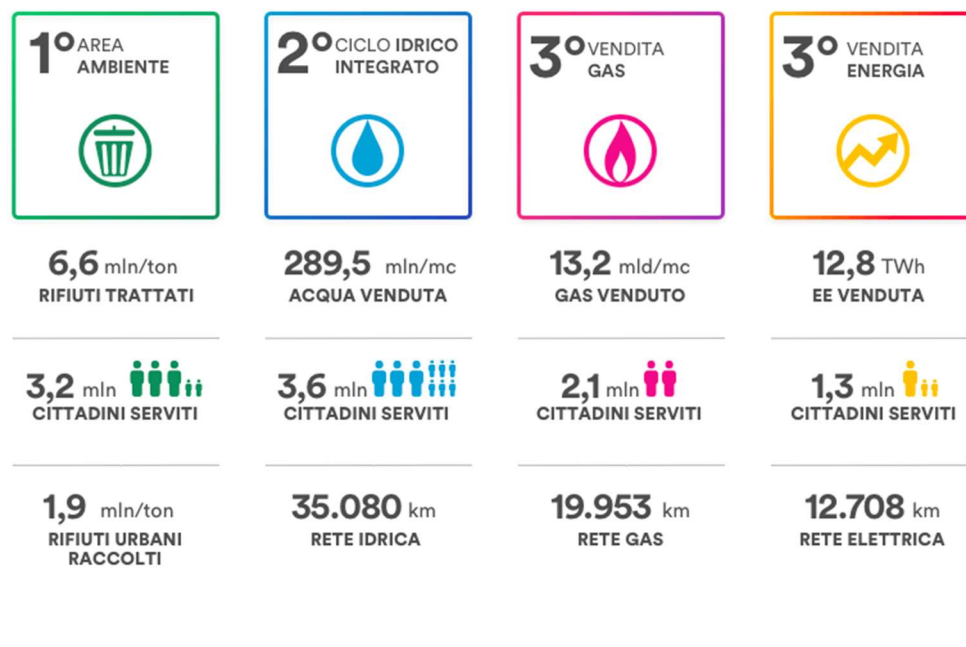 1° AREA
AMBIENTE
6,6 mln/ton
RIFIUTI TRATTATI
3,2 mln
CITTADINI SERVITI
1,9 mln/ton
RIFIUTI URBANI
RACCOLTI
2° CICLO IDRICO
INTEGRATO
289,5 mln/mc
ACQUA VENDUTA
3,6 mln
CITTADINI SERVITI
35.080 km
RETE IDRICA
3° VENDITA
GAS
13,2 mld/mc
GAS VENDUTO
2,1 mln
CITTADINI SERVITI
19.953 km
RETE GAS
3° VENDITA
ENERGIA
12,8 TWh
EE VENDUTA
1,3 mln
CITTADINI SERVITI
12.708 km
RETE ELETTRICA